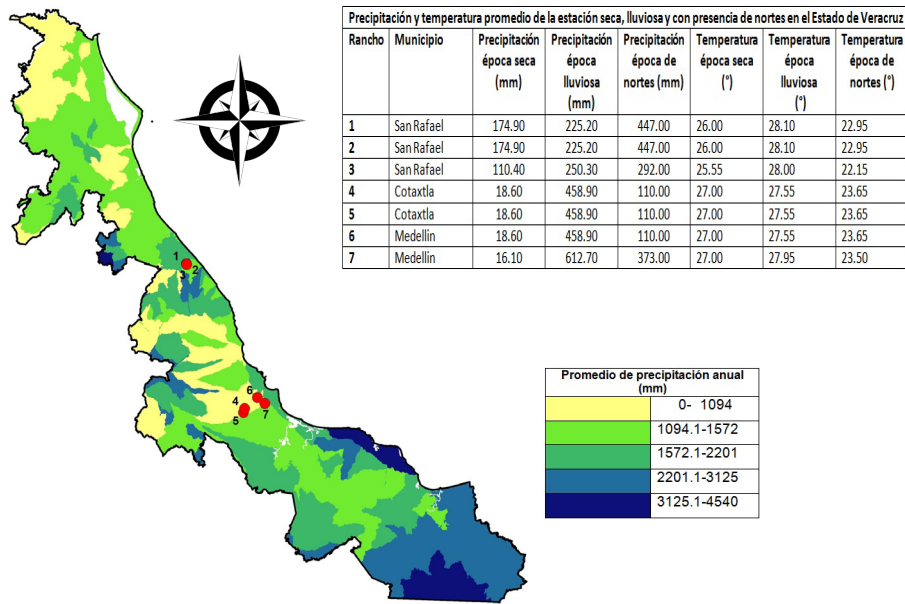 Precipitación y temperatura promedio de la estación seca, lluviosa y con presencia de nortes en el Estado de Veracruz
Rancho Municipio Precipitación época seca (mm) Precipitación época lluviosa (mm) Precipitación época de nortes (mm) Temperatura época seca (°) Temperatura época lluviosa (°) Temperatura época de nortes (°)
1 San Rafael 174.90 225.20 447.00 26.00 28.10 22.95
2 San Rafael 174.90 225.20 447.00 26.00 28.10 22.95
3 San Rafael 110.40 250.30 292.00 25.55 28.00 22.15
4 Cotaxtla 18.60 458.90 110.00 27.00 27.55 23.65
5 Cotaxtla 18.60 458.90 110.00 27.00 27.55 23.65
6 Medellin 18.60 458.90 110.00 27.00 27.55 23.65
7 Medellin 16.10 612.70 373.00 27.00 27.95 23.50
1
2
3
6
4
7
5
Promedio de precipitación anual
(mm)
0- 1094
1094.1-1572
1572.1-2201
2201.1-3125
3125.1-4540